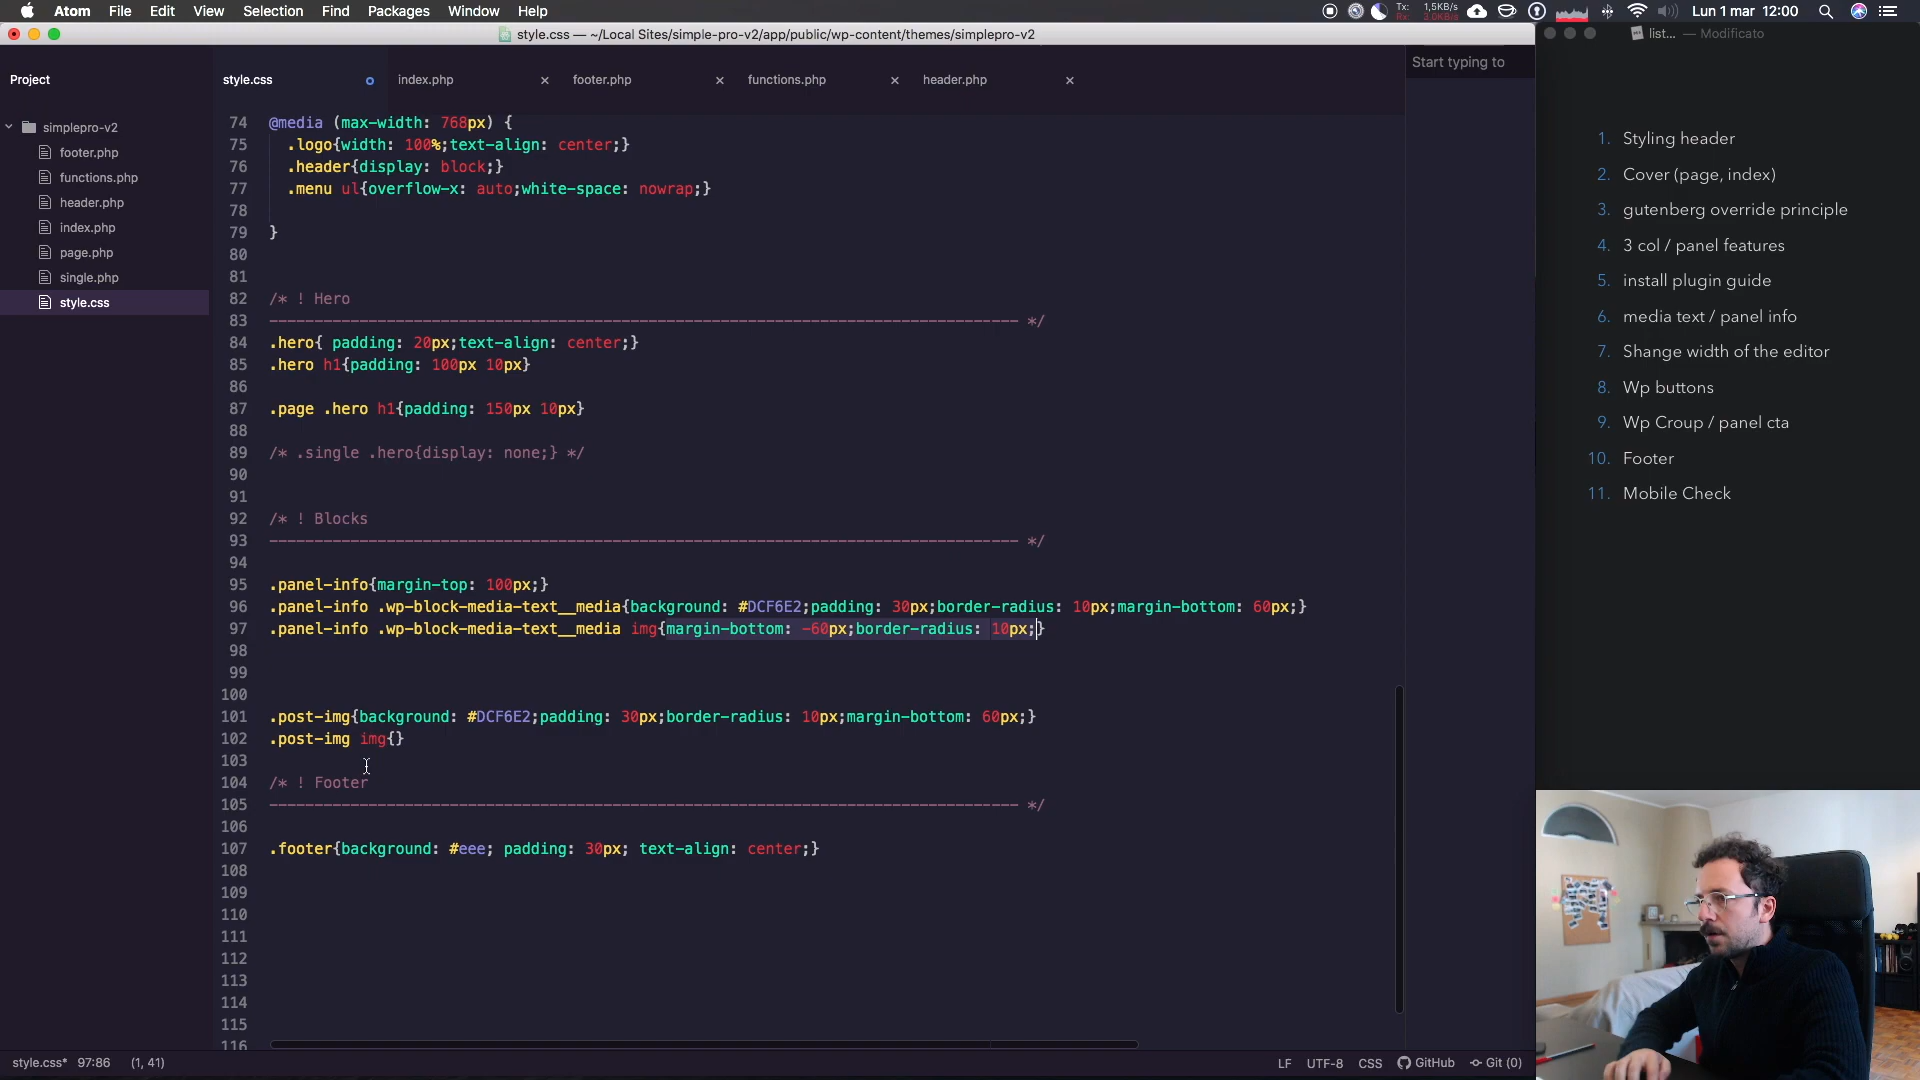 Atom File Edit View Selection Find Packages Window Help
Tx: 1,5KB/s
Rx: 2,0KB/s
Lun 1 mar 12:00
style.css — ~/Local Sites/simple-pro-v2/app/public/wp-content/themes/simplepro-v2
list... — Modificato
Project
style.css index.php footer.php functions.php header.php
Start typing to
simplepro-v2
footer.php
functions.php
header.php
index.php
page.php
single.php
style.css
74 @media (max-width: 768px) {
75 .logo{width: 100%;text-align: center;}
76 .header{display: block;}
77 .menu ul{overflow-x: auto;white-space: nowrap;}
78
79 }
80
81
82 /* ! Hero
83 ----------------------------------------------------------------------------------- */
84 .hero{ padding: 20px;text-align: center;}
85 .hero h1{padding: 100px 10px}
86
87 .page .hero h1{padding: 150px 10px}
88
89 /* .single .hero{display: none;} */
90
91
92 /* ! Blocks
93 ----------------------------------------------------------------------------------- */
94
95 .panel-info{margin-top: 100px;}
96 .panel-info .wp-block-media-text__media{background: #DCF6E2;padding: 30px;border-radius: 10px;margin-bottom: 60px;}
97 .panel-info .wp-block-media-text__media img{margin-bottom: -60px;border-radius: 10px;}
98
99
100
101 .post-img{background: #DCF6E2;padding: 30px;border-radius: 10px;margin-bottom: 60px;}
102 .post-img img{}
103
104 /* ! Footer
105 ----------------------------------------------------------------------------------- */
106
107 .footer{background: #eee; padding: 30px; text-align: center;}
108
109
110
111
112
113
114
115
116
1. Styling header
2. Cover (page, index)
3. gutenberg override principle
4. 3 col / panel features
5. install plugin guide
6. media text / panel info
7. Shange width of the editor
8. Wp buttons
9. Wp Croup / panel cta
10. Footer
11. Mobile Check
style.css* 97:86 (1, 41)
LF UTF-8 CSS GitHub Git (0)